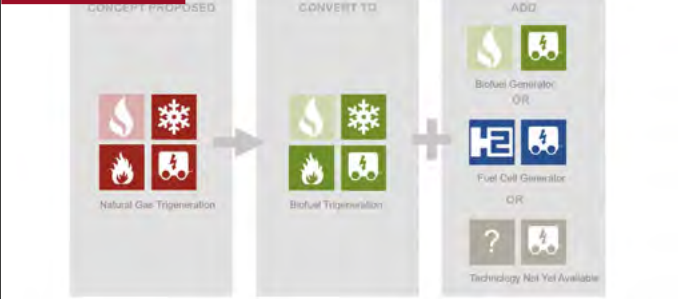 CONCEPT PROPOSED
CONVERT TO
ADD
Natural Gas Trigeneration
Biofuel Trigeneration
Biofuel Generator
OR
H2
Fuel Cell Generator
OR
?
Technology Not Yet Available